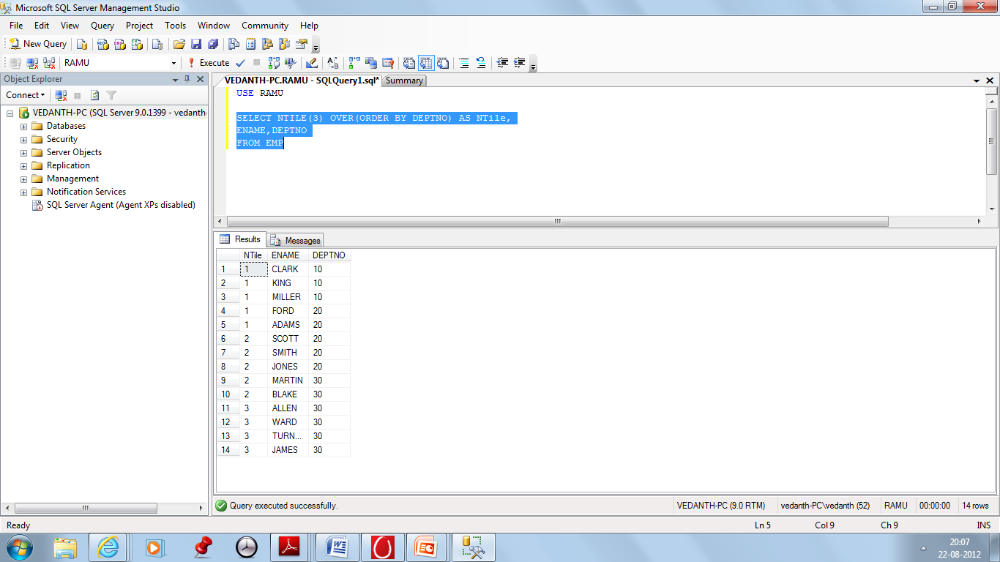 Microsoft SQL Server Management Studio
File Edit View Query Project Tools Window Community Help
New Query
RAMU Execute
Object Explorer
Connect
VEDANTH-PC (SQL Server 9.0.1399 - vedanth-
Databases
Security
Server Objects
Replication
Management
Notification Services
SQL Server Agent (Agent XPs disabled)
VEDANTH-PC.RAMU - SQLQuery1.sql* Summary
USE RAMU
SELECT NTILE(3) OVER(ORDER BY DEPTNO) AS NTile,
ENAME,DEPTNO
FROM EMP
Results Messages
NTile ENAME DEPTNO
1 1 CLARK 10
2 1 KING 10
3 1 MILLER 10
4 1 FORD 20
5 1 ADAMS 20
6 2 SCOTT 20
7 2 SMITH 20
8 2 JONES 20
9 2 MARTIN 30
10 2 BLAKE 30
11 3 ALLEN 30
12 3 WARD 30
13 3 TURN... 30
14 3 JAMES 30
Query executed successfully. VEDANTH-PC (9.0 RTM) vedanth-PC\vedanth (52) RAMU 00:00:00 14 rows
Ready Ln 5 Col 9 Ch 9 INS
20:07
22-08-2012